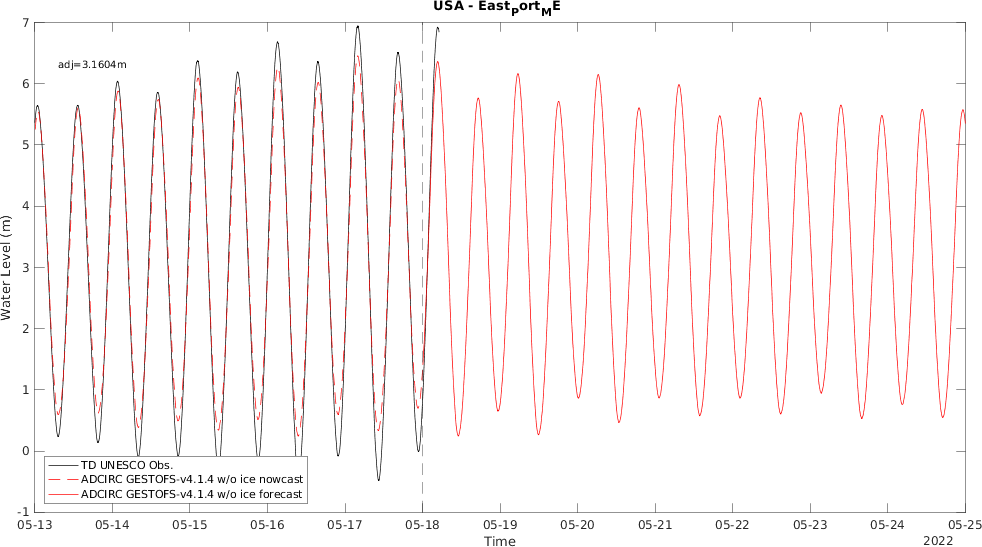 USA - EastPortME
7
6
5
4
3
2
1
0
-1
Water Level (m)
adj=3.1604m
TD UNESCO Obs.
ADCIRC GESTOFS-v4.1.4 w/o ice nowcast
ADCIRC GESTOFS-v4.1.4 w/o ice forecast
05-13 05-14 05-15 05-16 05-17 05-18 05-19 05-20 05-21 05-22 05-23 05-24 05-25
Time
2022